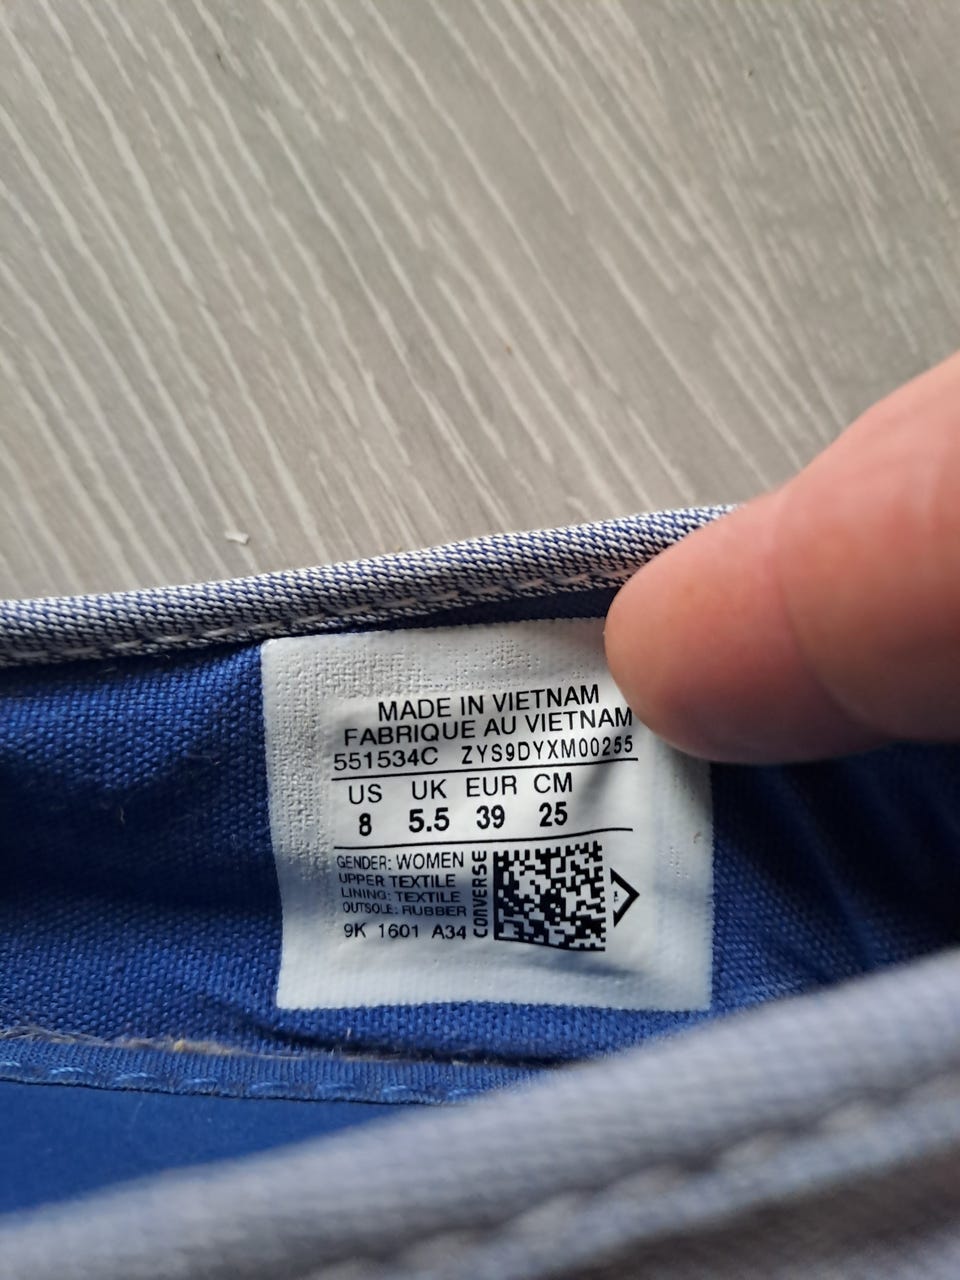 MADE IN VIETNAM
FABRIQUE AU VIETNAM
551534C ZYS9DYXM00255
US UK EUR CM
8 5.5 39 25
GENDER: WOMEN
UPPER TEXTILE
LINING: TEXTILE
OUTSOLE: RUBBER
9K 1601 A34
CONVERSE